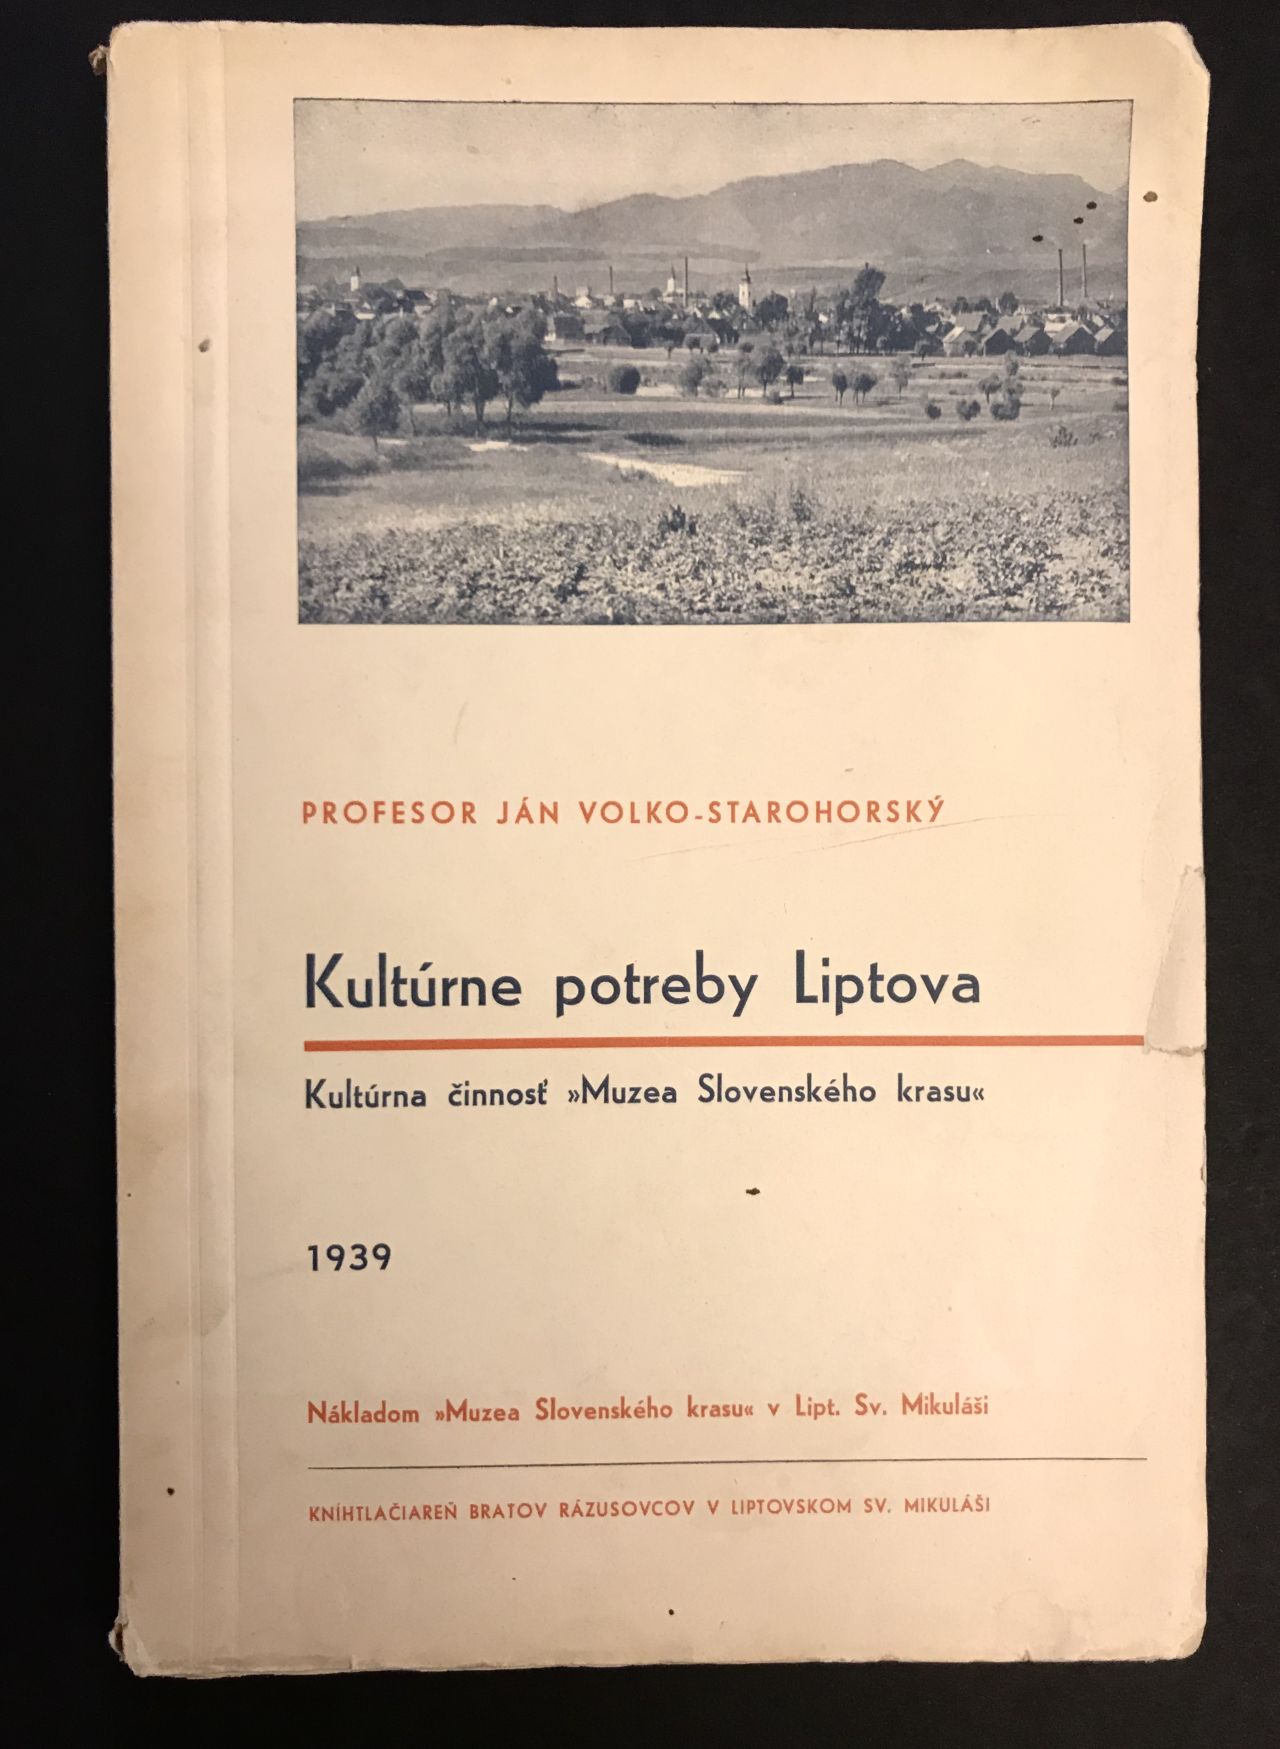 PROFESOR JÁN VOLKO-STAROHORSKÝ
Kultúrne potreby Liptova
Kultúrna činnosť »Muzea Slovenského krasu«
1939
Nákladom »Muzea Slovenského krasu« v Lipt. Sv. Mikuláši
KNÍHTLAČIAREŇ BRATOV RÁZUSOVCOV V LIPTOVSKOM SV. MIKULÁŠI